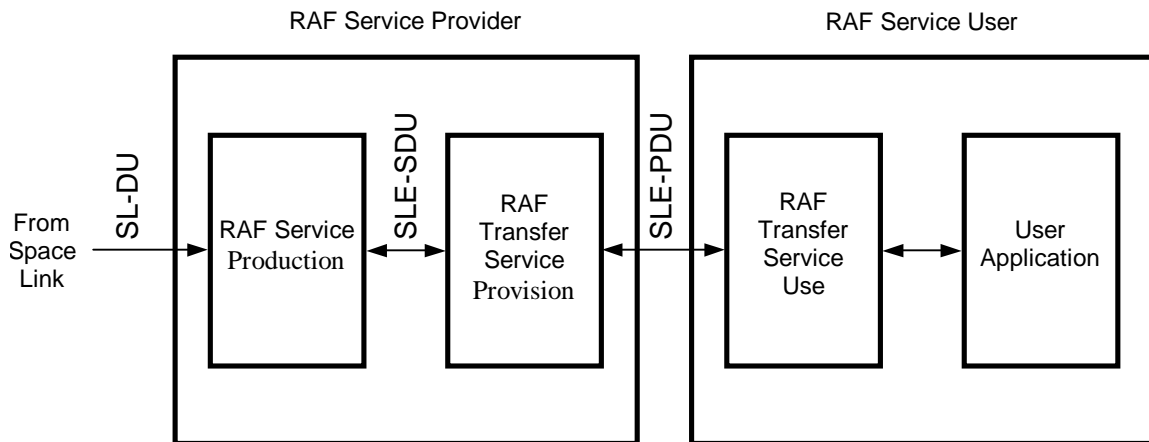 RAF Service Provider
RAF Service User
From
Space
Link
SL-DU
RAF Service
Production
SLE-SDU
RAF
Transfer
Service
Provision
SLE-PDU
RAF
Transfer
Service
Use
User
Application